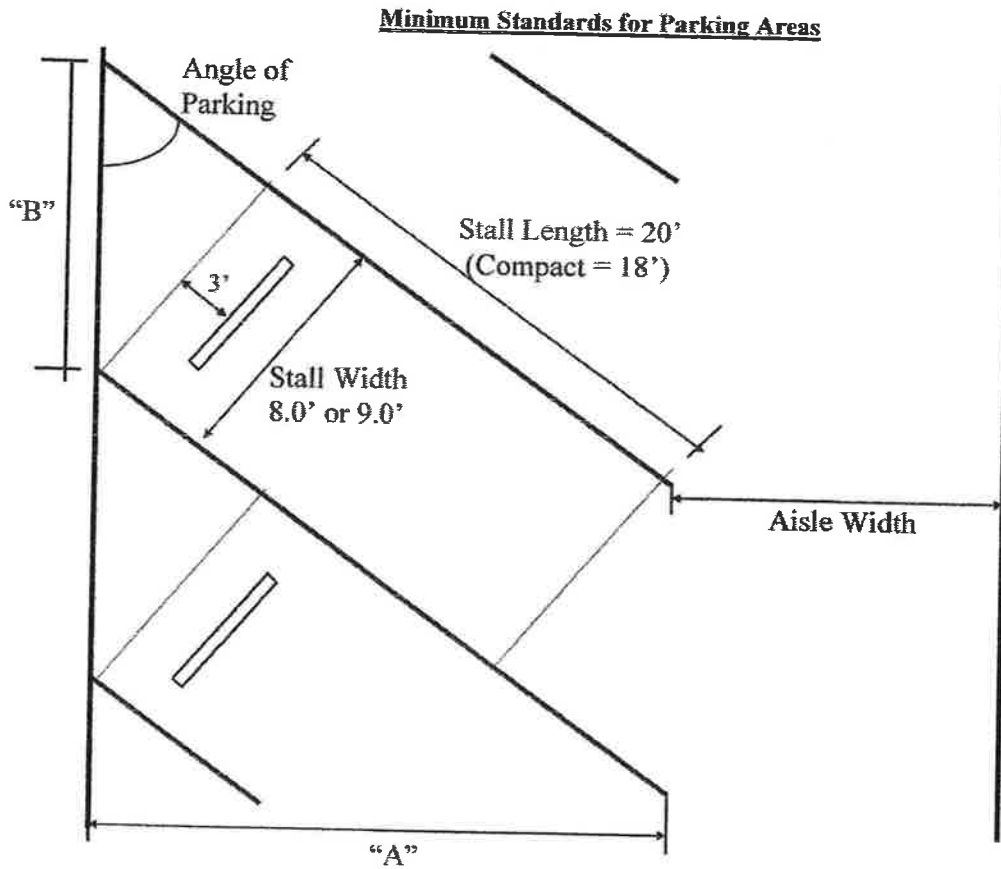 Minimum Standards for Parking Areas
Angle of
Parking
“B”
Stall Length = 20’
(Compact = 18’)
3’
Stall Width
8.0’ or 9.0’
Aisle Width
“A”